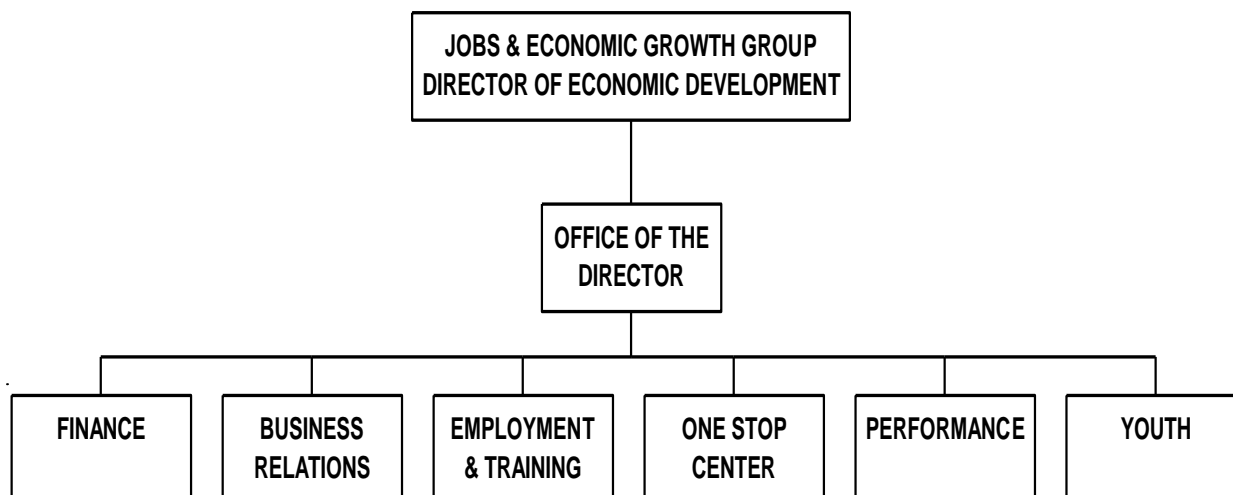 JOBS & ECONOMIC GROWTH GROUP
DIRECTOR OF ECONOMIC DEVELOPMENT
OFFICE OF THE
DIRECTOR
FINANCE
BUSINESS
RELATIONS
EMPLOYMENT
& TRAINING
ONE STOP
CENTER
PERFORMANCE
YOUTH